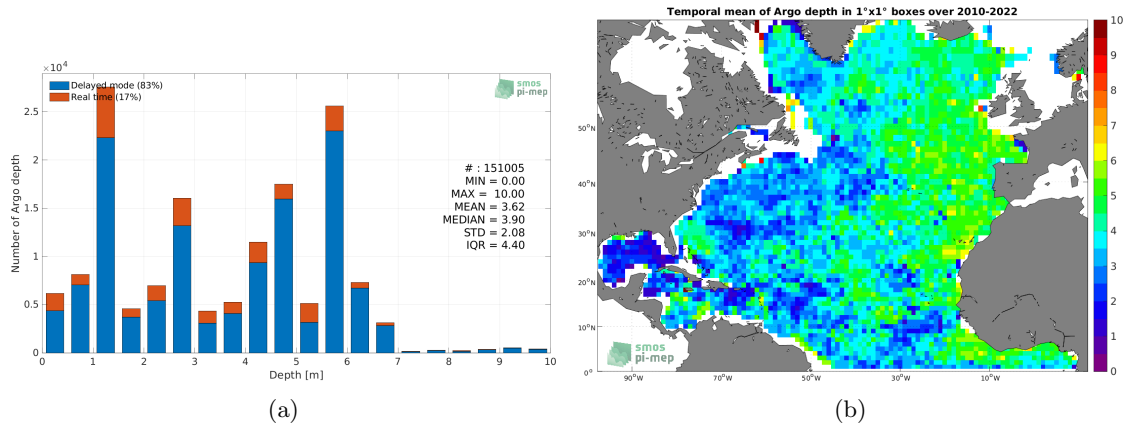 ×10⁴
Delayed mode (83%)
Real time (17%)
smos
pi-mep
2.5
2
1.5
1
0.5
0
Number of Argo depth
# : 151005
MIN = 0.00
MAX = 10.00
MEAN = 3.62
MEDIAN = 3.90
STD = 2.08
IQR = 4.40
0 1 2 3 4 5 6 7 8 9 10
Depth [m]
(a)
Temporal mean of Argo depth in 1°x1° boxes over 2010-2022
50°N
40°N
30°N
20°N
10°N
0°
90°W 70°W 50°W 30°W 10°W
smos
pi-mep
10
9
8
7
6
5
4
3
2
1
0
(b)